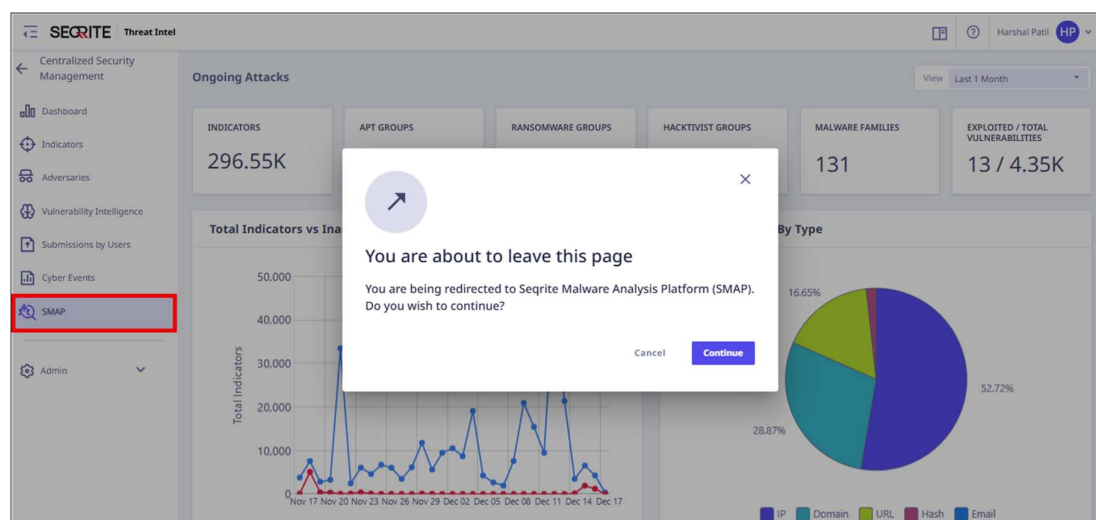 SEQRITE Threat Intel
Harshal Patil HP
Centralized Security
Management
Dashboard
Indicators
Adversaries
Vulnerability Intelligence
Submissions by Users
Cyber Events
SMAP
Admin
Ongoing Attacks
View Last 1 Month
INDICATORS
296.55K
APT GROUPS
RANSOMWARE GROUPS
HACKTIVIST GROUPS
MALWARE FAMILIES
131
EXPLOITED / TOTAL
VULNERABILITIES
13 / 4.35K
You are about to leave this page
You are being redirected to Seqrite Malware Analysis Platform (SMAP).
Do you wish to continue?
Cancel Continue
Total Indicators vs Ina
50,000
40,000
30,000
20,000
10,000
0
Total Indicators
Nov 17 Nov 20 Nov 23 Nov 26 Nov 29 Dec 02 Dec 05 Dec 08 Dec 11 Dec 14 Dec 17
By Type
16.65%
52.72%
28.87%
IP Domain URL Hash Email